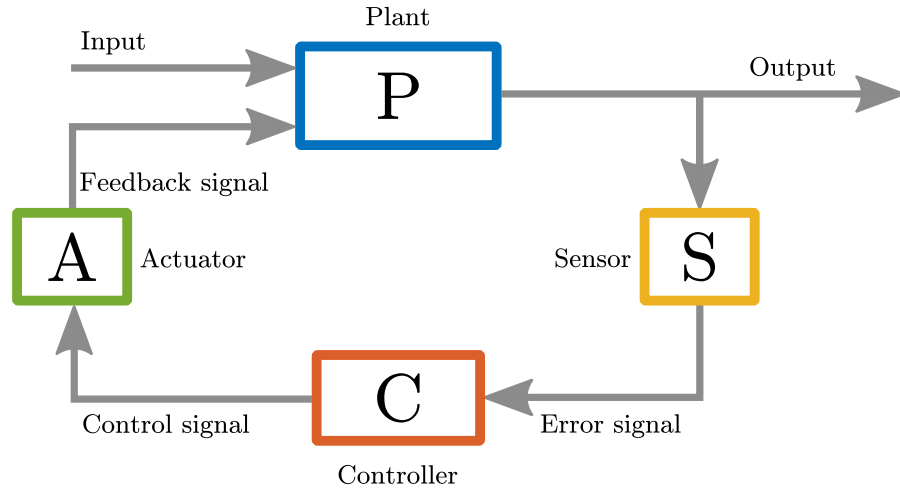 Plant
Input
P
Output
Feedback signal
A
Actuator
Sensor
S
C
Control signal
Error signal
Controller